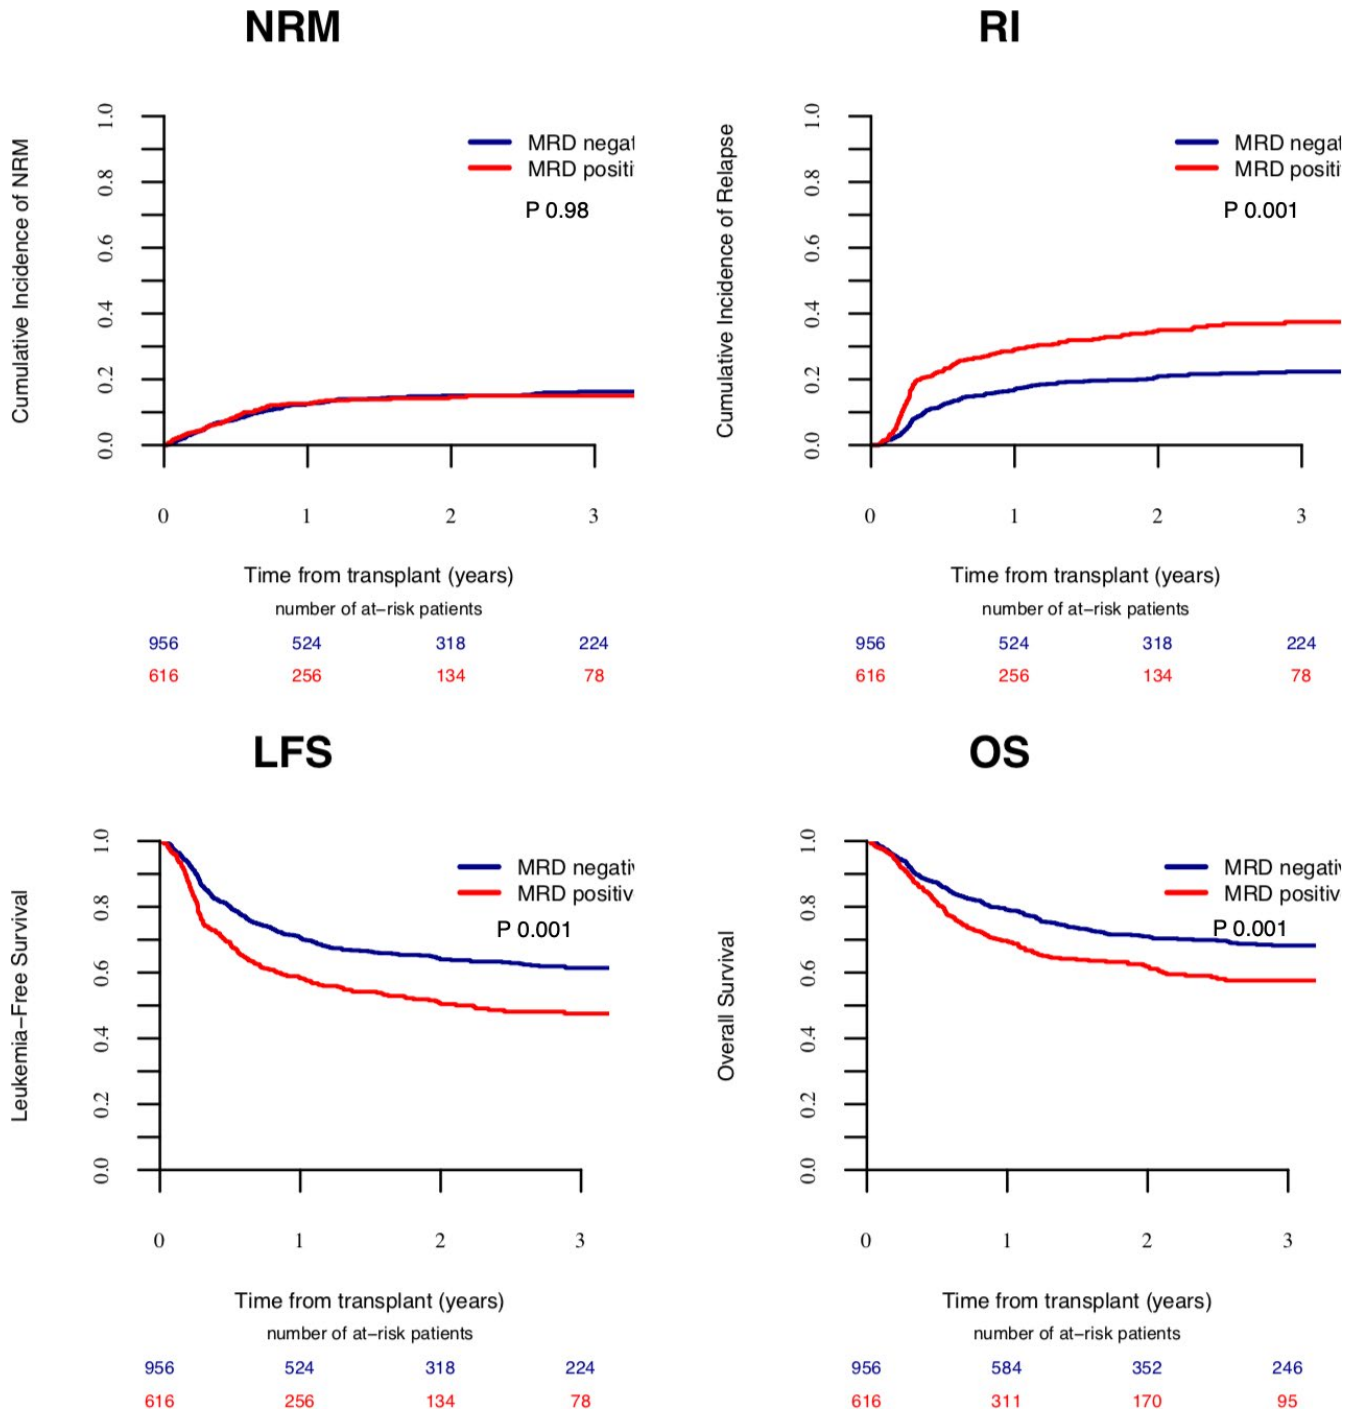 NRM
Cumulative Incidence of NRM
1.0
0.8
0.6
0.4
0.2
0.0
MRD negat
MRD positi
P 0.98
0 1 2 3
Time from transplant (years)
number of at-risk patients
956 524 318 224
616 256 134 78
RI
Cumulative Incidence of Relapse
1.0
0.8
0.6
0.4
0.2
0.0
MRD negat
MRD positi
P 0.001
0 1 2 3
Time from transplant (years)
number of at-risk patients
956 524 318 224
616 256 134 78
LFS
Leukemia-Free Survival
1.0
0.8
0.6
0.4
0.2
0.0
MRD negativ
MRD positiv
P 0.001
0 1 2 3
Time from transplant (years)
number of at-risk patients
956 524 318 224
616 256 134 78
OS
Overall Survival
1.0
0.8
0.6
0.4
0.2
0.0
MRD negativ
MRD positiv
P 0.001
0 1 2 3
Time from transplant (years)
number of at-risk patients
956 584 352 246
616 311 170 95